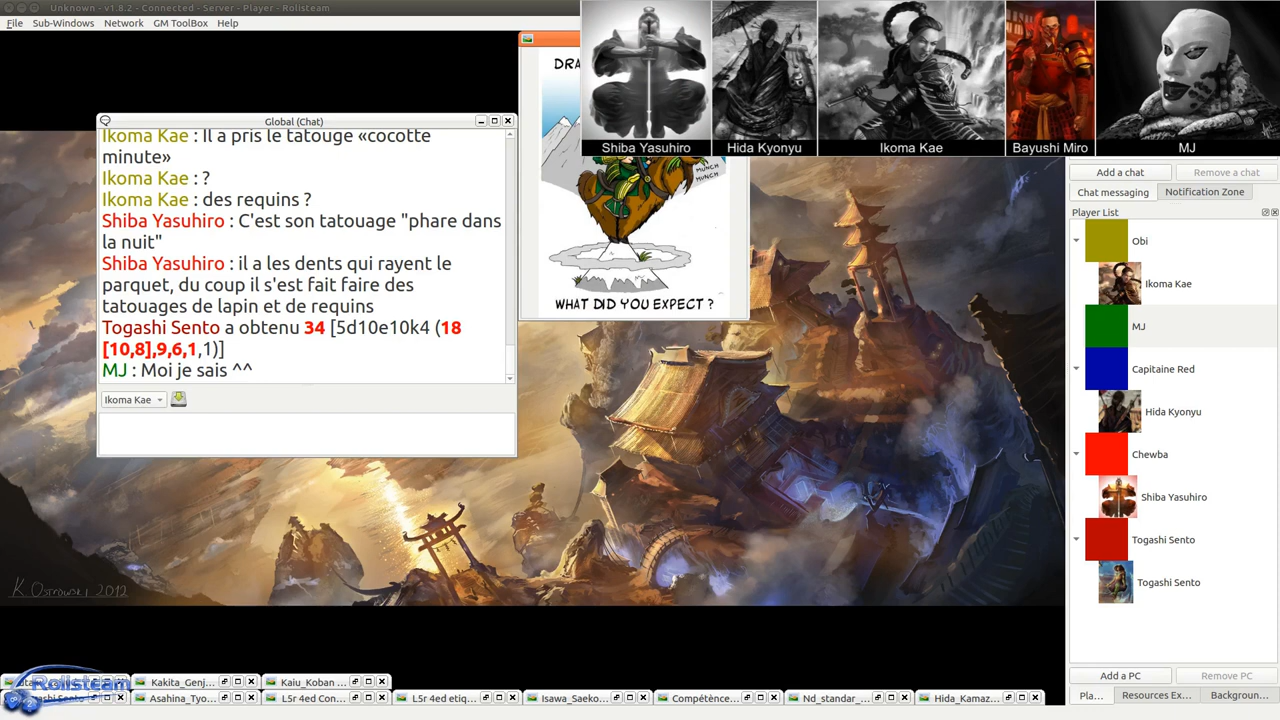 Unknown - v1.8.2 - Connected - Server - Player - Rolisteam
File Sub-Windows Network GM ToolBox Help
Shiba Yasuhiro
Hida Kyonyu
Ikoma Kae
Bayushi Miro
MJ
Global (Chat)
Ikoma Kae : Il a pris le tatouge «cocotte
minute»
Ikoma Kae : ?
Ikoma Kae : des requins ?
Shiba Yasuhiro : C'est son tatouage "phare dans
la nuit"
Shiba Yasuhiro : il a les dents qui rayent le
parquet, du coup il s'est fait faire des
tatouages de lapin et de requins
Togashi Sento a obtenu 34 [5d10e10k4 (18
[10,8],9,6,1,1)]
MJ : Moi je sais ^^
Ikoma Kae
MUNCH
MUNCH
WHAT DID YOU EXPECT ?
Add a chat
Remove a chat
Chat messaging
Notification Zone
Player List
Obi
Ikoma Kae
MJ
Capitaine Red
Hida Kyonyu
Chewba
Shiba Yasuhiro
Togashi Sento
Togashi Sento
Add a PC
Remove PC
Pla...
Resources Ex...
Backgroun...
K Ostrowski 2012
Kakita_Genj...
Kaiu_Koban ...
Asahina_Tyo...
L5r 4ed Con...
L5r 4ed etiq...
Isawa_Saeko...
Compétence...
Nd_standar_...
Hida_Kamaz...
Rolisteam